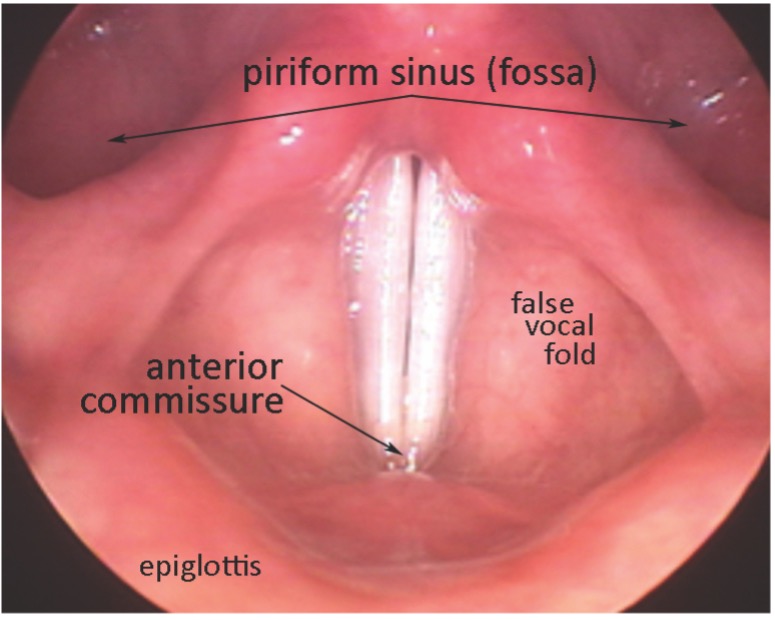 piriform sinus (fossa)
false
vocal
fold
anterior
commissure
epiglottis